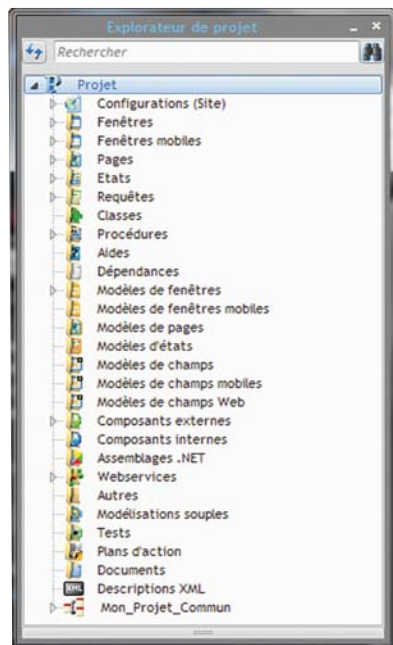 Explorateur de projet
Rechercher
Projet
Configurations (Site)
Fenêtres
Fenêtres mobiles
Pages
Etats
Requêtes
Classes
Procédures
Aides
Dépendances
Modèles de fenêtres
Modèles de fenêtres mobiles
Modèles de pages
Modèles d'états
Modèles de champs
Modèles de champs mobiles
Modèles de champs Web
Composants externes
Composants internes
Assemblages .NET
Webservices
Autres
Modélisations souples
Tests
Plans d'action
Documents
XML Descriptions XML
Mon_Projet_Commun